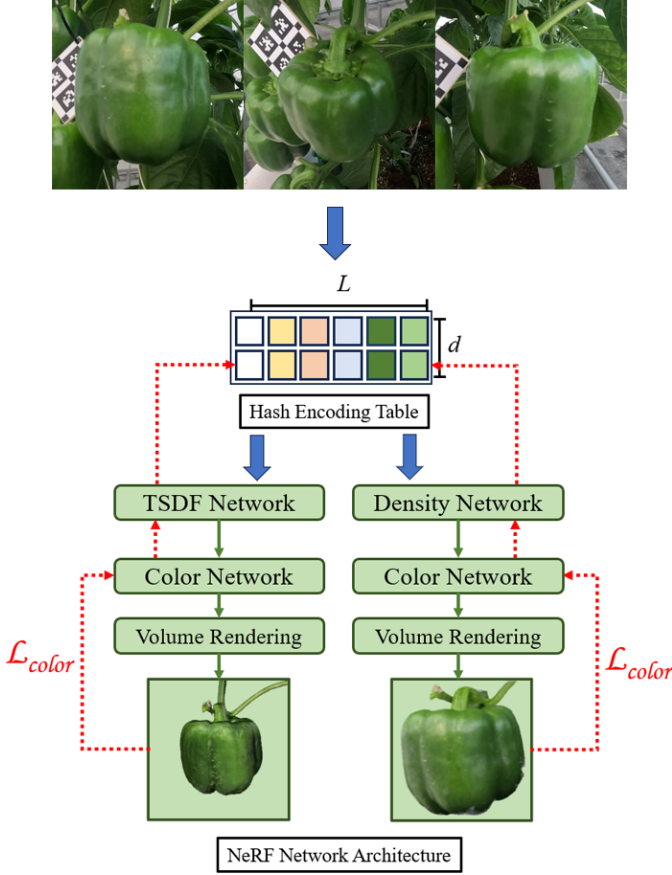 L
d
Hash Encoding Table
TSDF Network
Density Network
Color Network
Color Network
Volume Rendering
Volume Rendering
ℒcolor
ℒcolor
NeRF Network Architecture